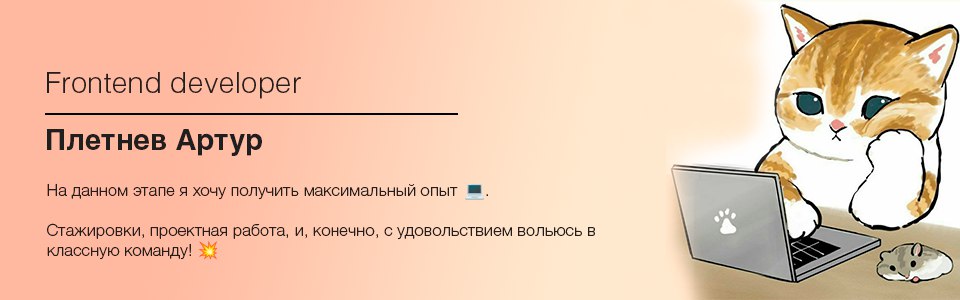 Frontend developer
Плетнев Артур
На данном этапе я хочу получить максимальный опыт 💻.
Стажировки, проектная работа, и, конечно, с удовольствием вольюсь в
классную команду! 💥